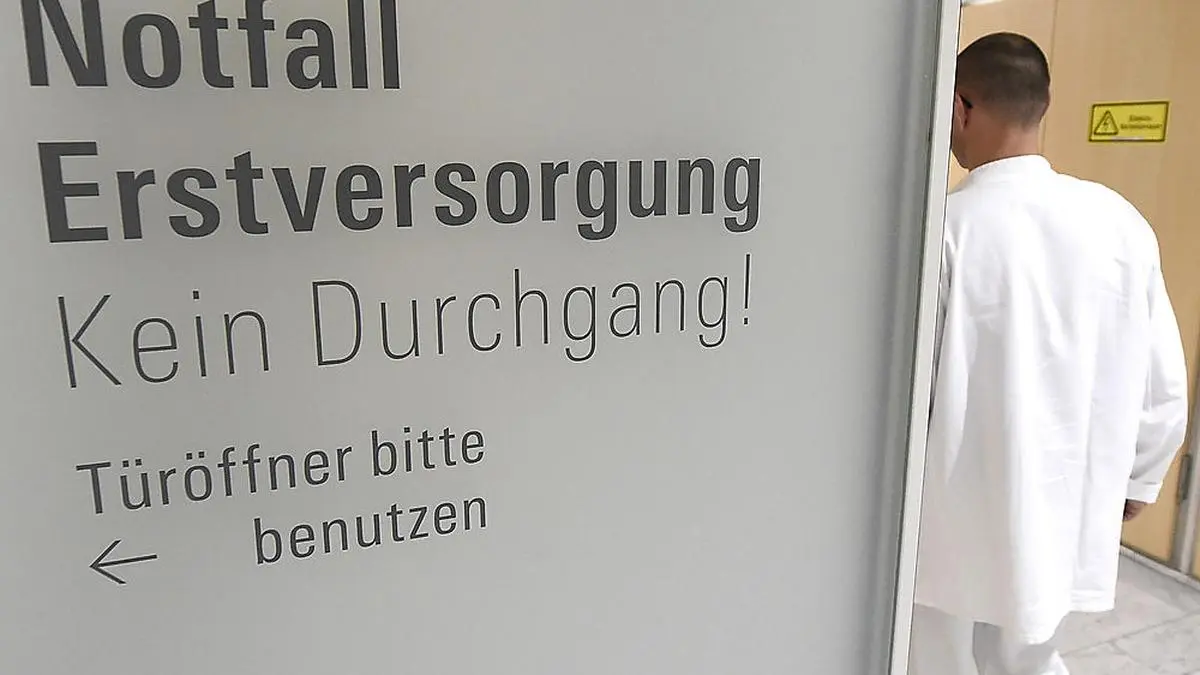 Notfall
Erstversorgung
Kein Durchgang!
Türöffner bitte
← benutzen